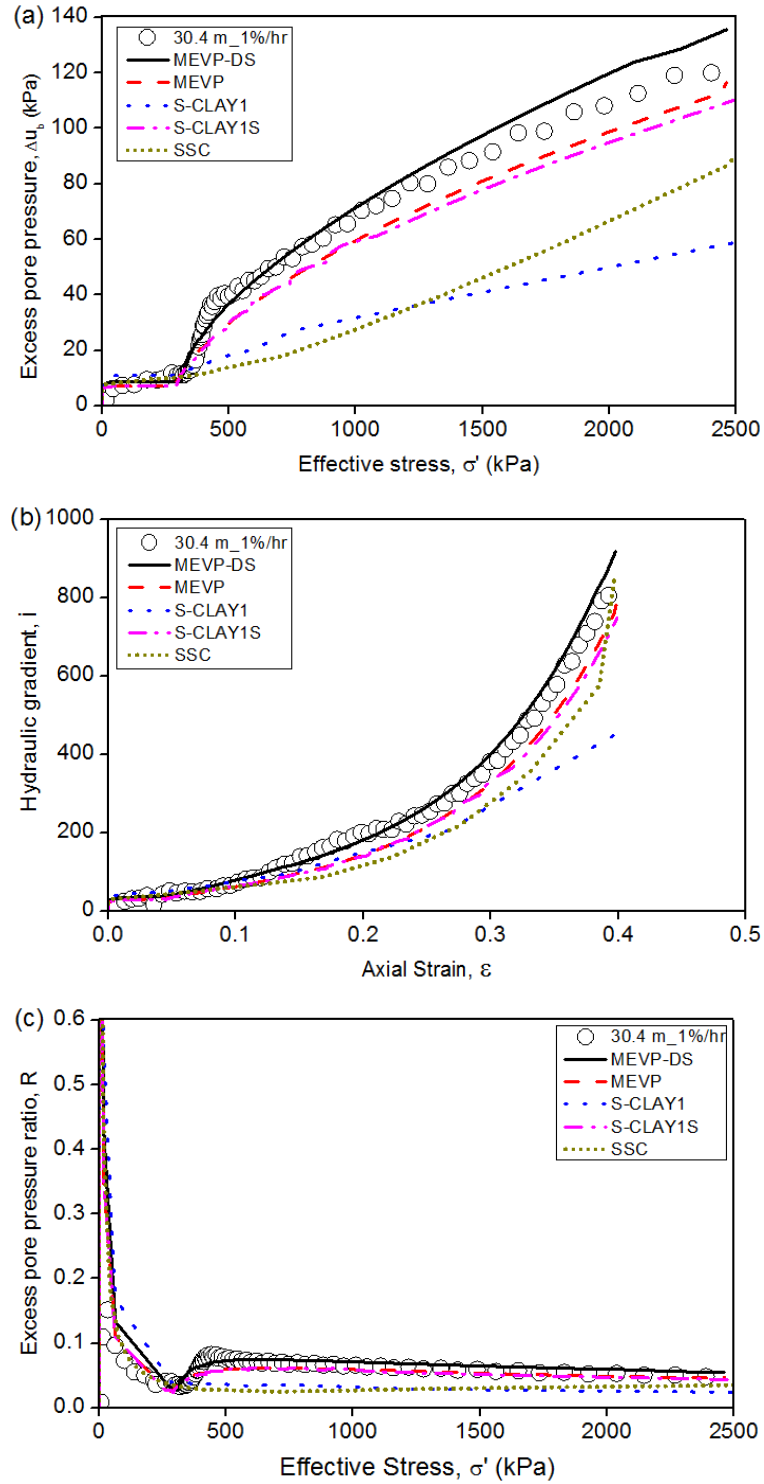 (a)
140
120
100
80
60
40
20
0
Excess pore pressure, Δu_b (kPa)
30.4 m_1%/hr
MEVP-DS
MEVP
S-CLAY1
S-CLAY1S
SSC
0 500 1000 1500 2000 2500
Effective stress, σ' (kPa)
(b)
1000
800
600
400
200
0
Hydraulic gradient, i
30.4 m_1%/hr
MEVP-DS
MEVP
S-CLAY1
S-CLAY1S
SSC
0.0 0.1 0.2 0.3 0.4 0.5
Axial Strain, ε
(c)
0.6
0.5
0.4
0.3
0.2
0.1
0.0
Excess pore pressure ratio, R
30.4 m_1%/hr
MEVP-DS
MEVP
S-CLAY1
S-CLAY1S
SSC
0 500 1000 1500 2000 2500
Effective Stress, σ' (kPa)